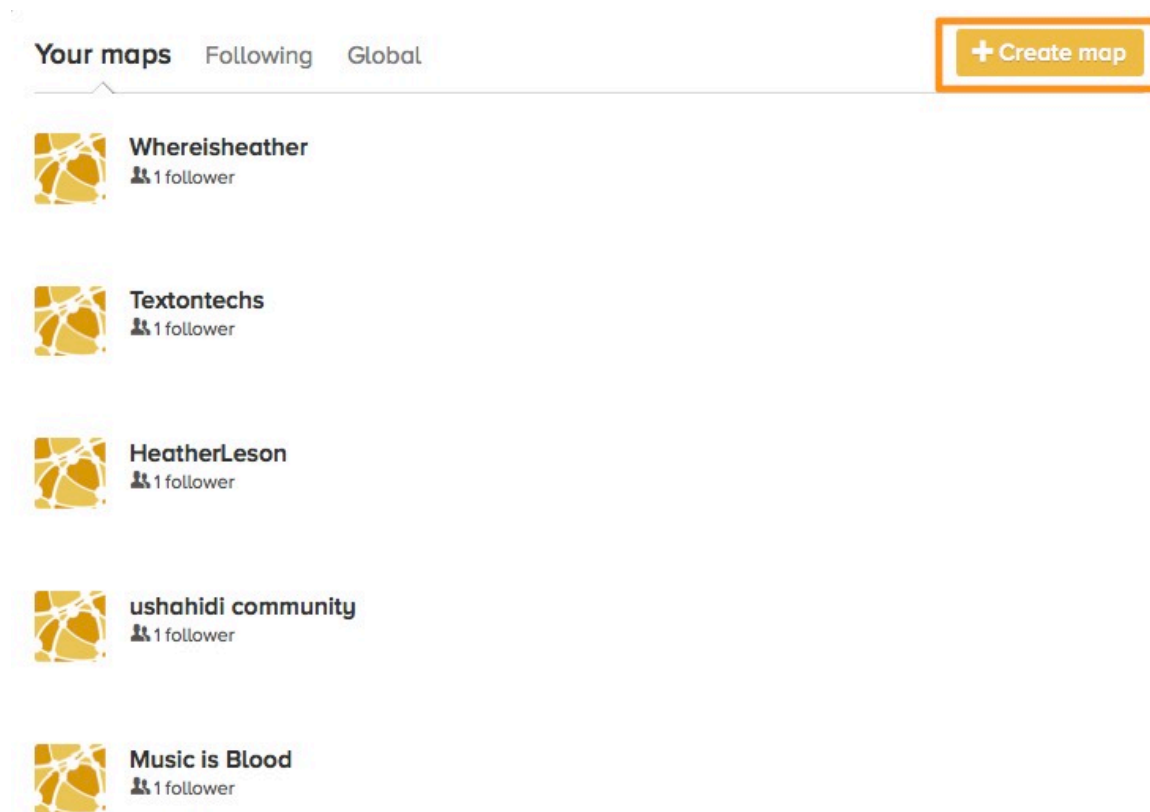 Your maps Following Global + Create map
Whereisheather
1 follower
Textontechs
1 follower
HeatherLeson
1 follower
ushahidi community
1 follower
Music is Blood
1 follower